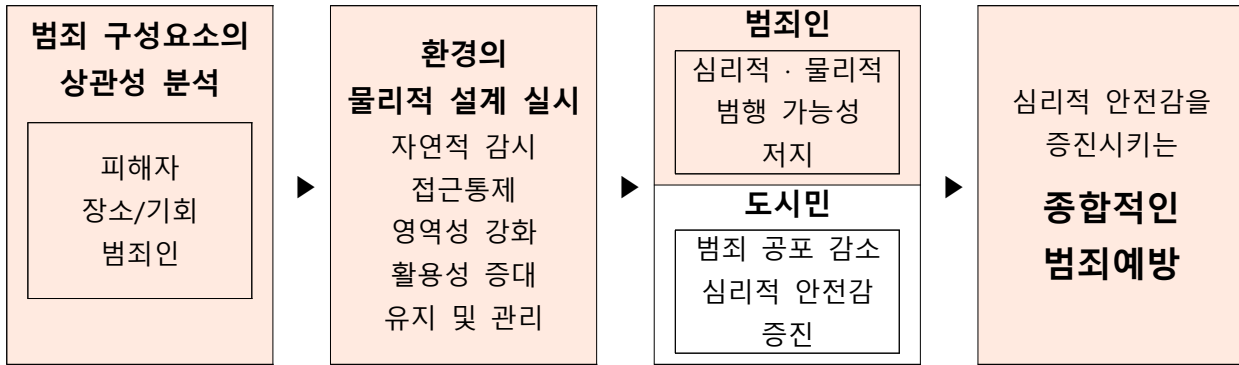 범죄 구성요소의
상관성 분석
피해자
장소/기회
범죄인
▶
환경의
물리적 설계 실시
자연적 감시
접근통제
영역성 강화
활용성 증대
유지 및 관리
▶
범죄인
심리적 · 물리적
범행 가능성
저지
도시민
범죄 공포 감소
심리적 안전감
증진
▶
심리적 안전감을
증진시키는
종합적인
범죄예방